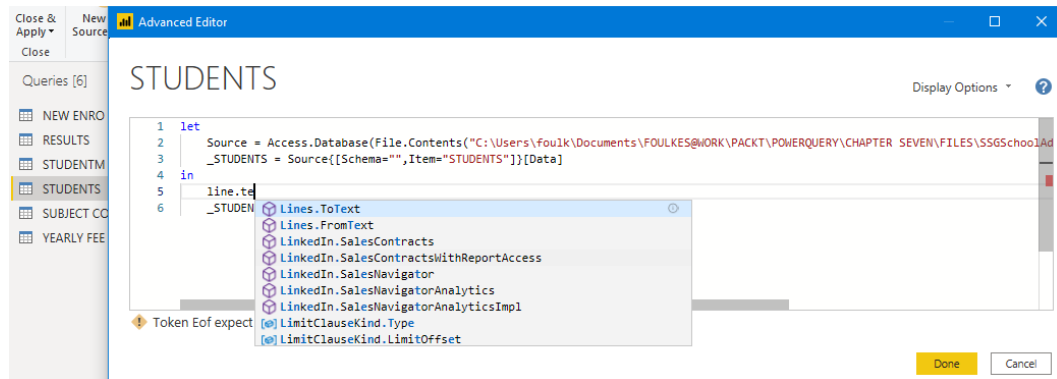 Close & Apply
New Source
Close
Queries [6]
NEW ENRO
RESULTS
STUDENTM
STUDENTS
SUBJECT CO
YEARLY FEE
Advanced Editor
STUDENTS
Display Options
?
1 let
2 Source = Access.Database(File.Contents("C:\Users\foulk\Documents\FOULKES@WORK\PACKT\POWERQUERY\CHAPTER SEVEN\FILES\SSGSchoolAd
3 _STUDENTS = Source{[Schema="",Item="STUDENTS"]}[Data]
4 in
5 line.te
6 _STUDEN
Lines.ToText
Lines.FromText
LinkedIn.SalesContracts
LinkedIn.SalesContractsWithReportAccess
LinkedIn.SalesNavigator
LinkedIn.SalesNavigatorAnalytics
LinkedIn.SalesNavigatorAnalyticsImpl
LimitClauseKind.Type
LimitClauseKind.LimitOffset
Token Eof expect
Done
Cancel